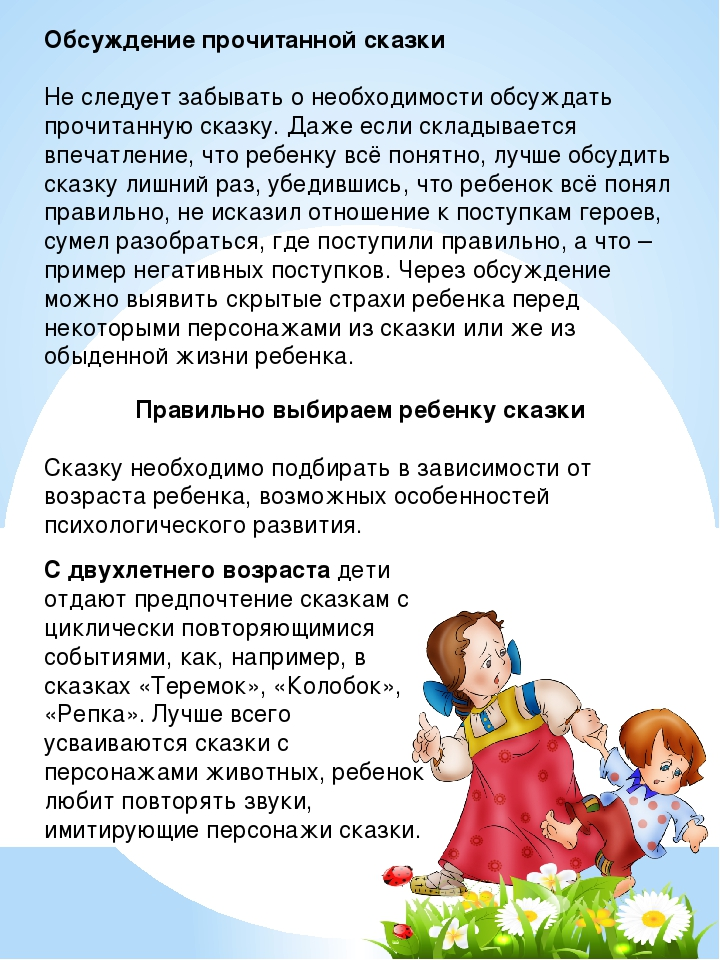 Обсуждение прочитанной сказки
Не следует забывать о необходимости обсуждать
прочитанную сказку. Даже если складывается
впечатление, что ребенку всё понятно, лучше обсудить
сказку лишний раз, убедившись, что ребенок всё понял
правильно, не исказил отношение к поступкам героев,
сумел разобраться, где поступили правильно, а что –
пример негативных поступков. Через обсуждение
можно выявить скрытые страхи ребенка перед
некоторыми персонажами из сказки или же из
обыденной жизни ребенка.
Правильно выбираем ребенку сказки
Сказку необходимо подбирать в зависимости от
возраста ребенка, возможных особенностей
психологического развития.
С двухлетнего возраста дети
отдают предпочтение сказкам с
циклически повторяющимися
событиями, как, например, в
сказках «Теремок», «Колобок»,
«Репка». Лучше всего
усваиваются сказки с
персонажами животных, ребенок
любит повторять звуки,
имитирующие персонажи сказки.